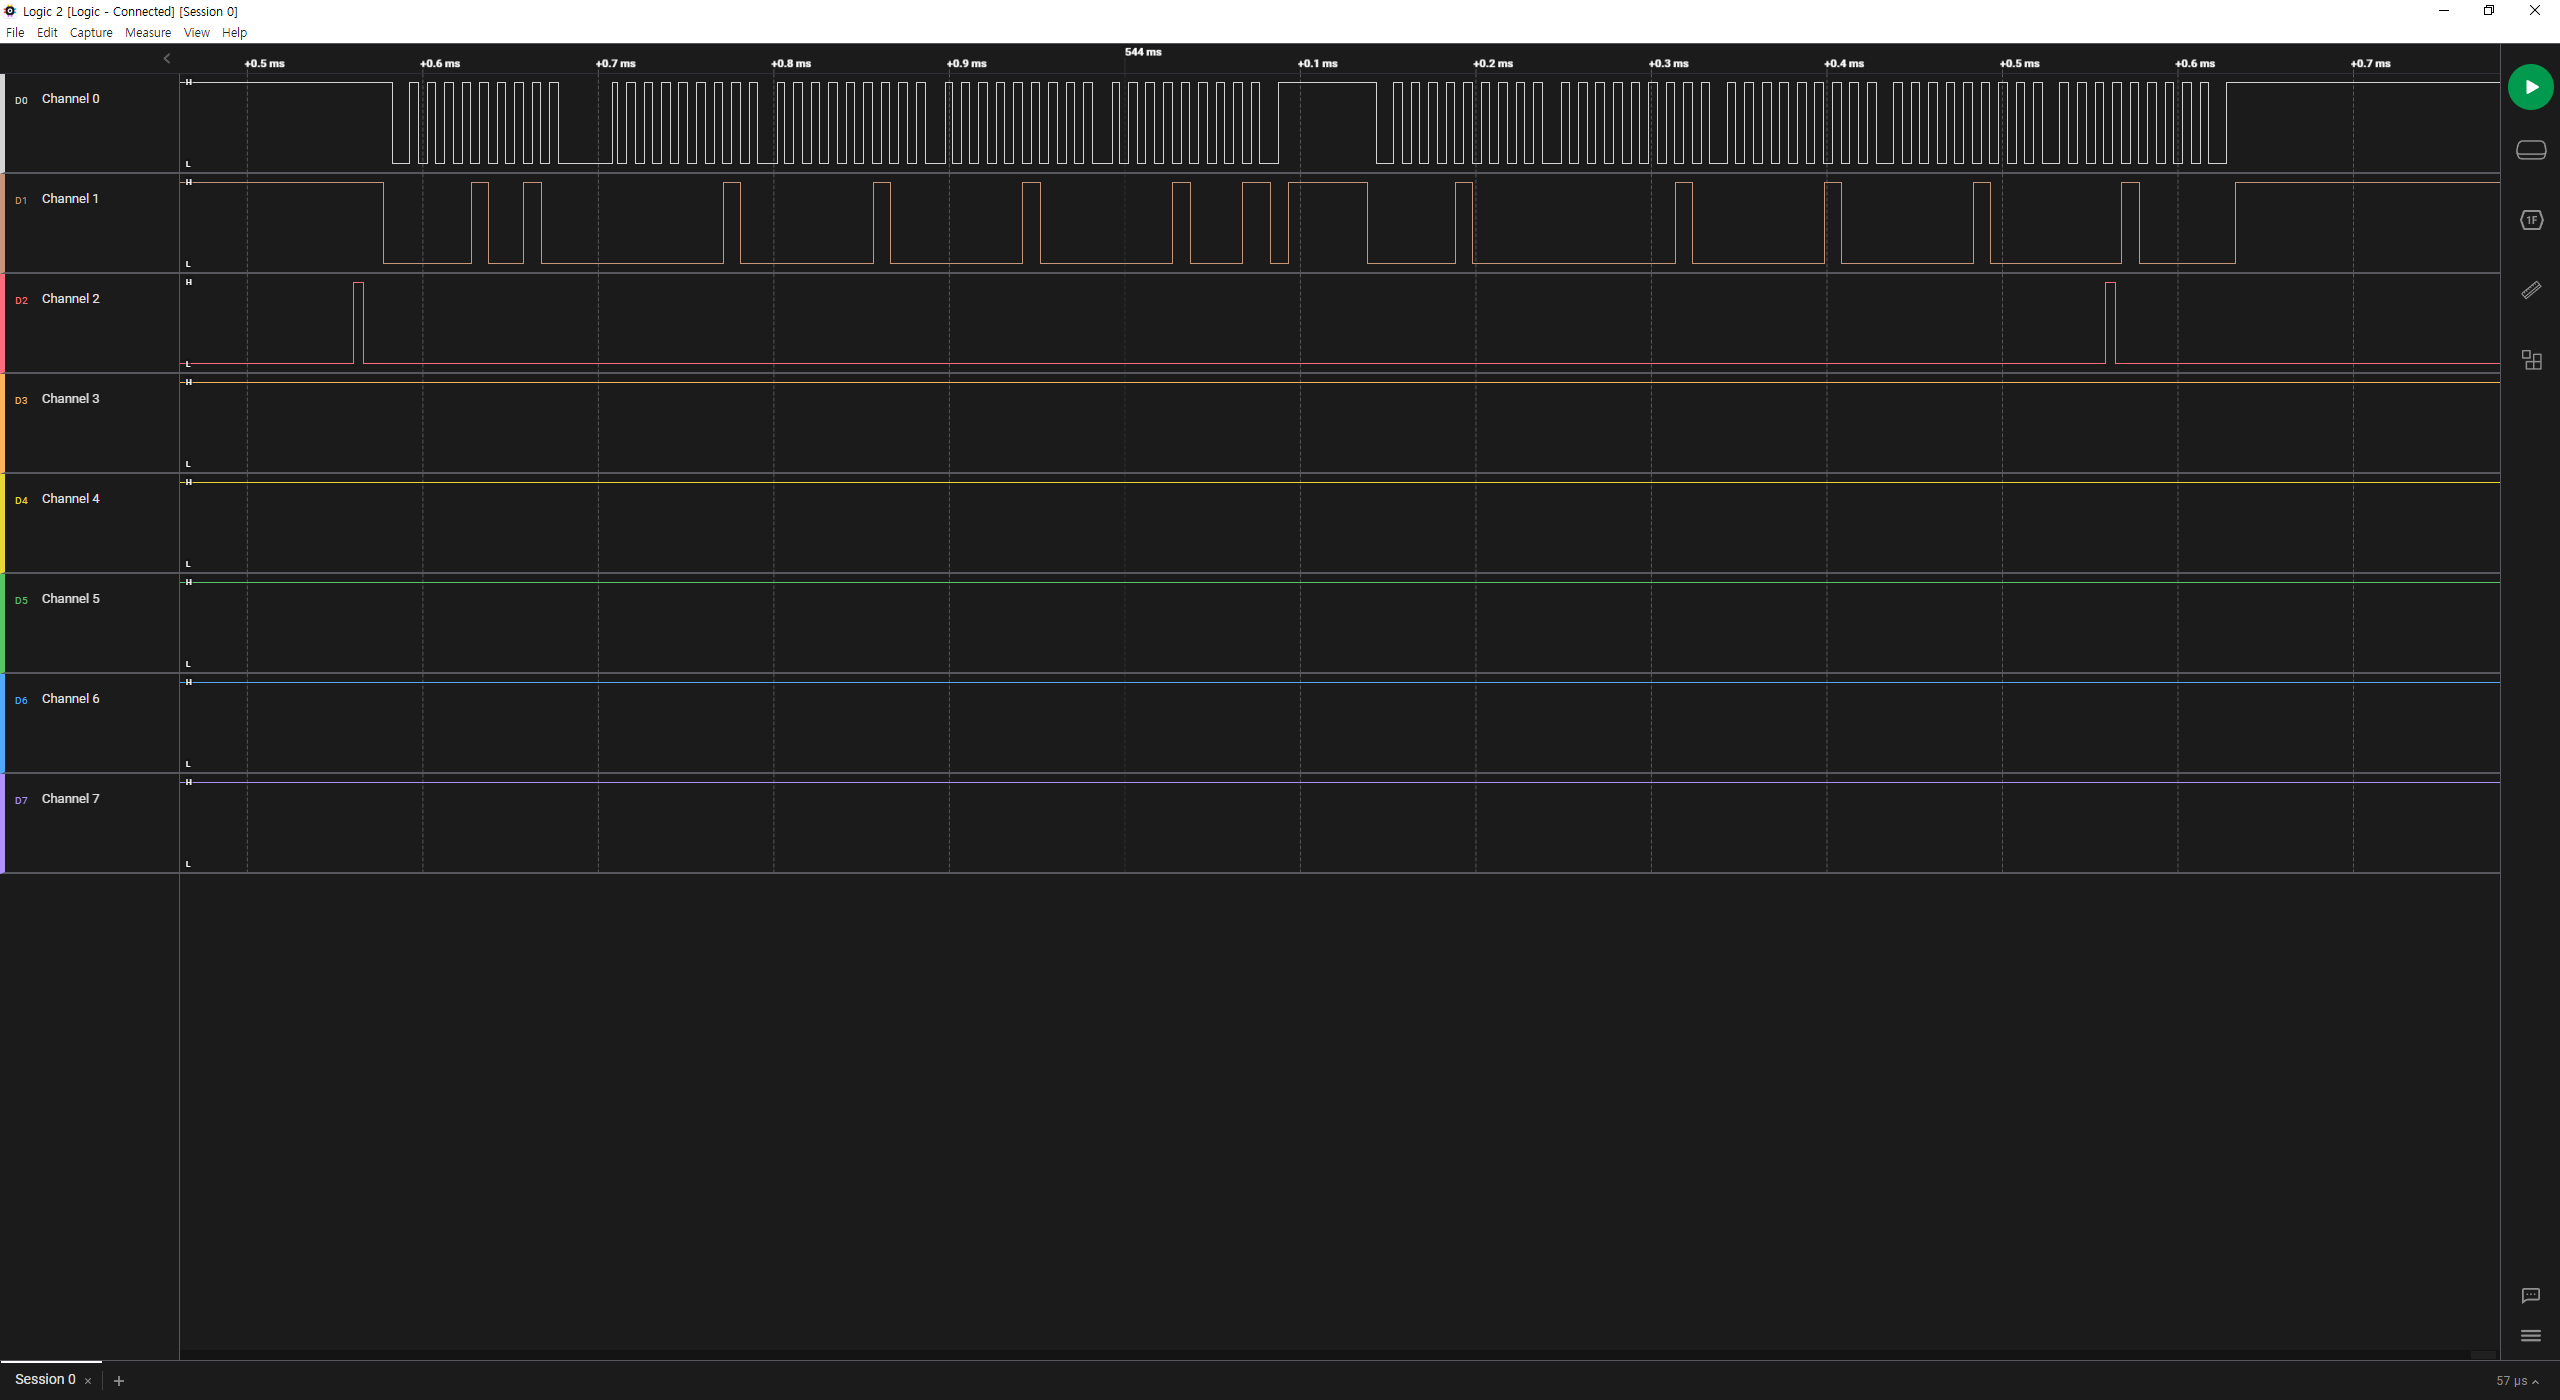 Logic 2 [Logic - Connected] [Session 0]
File Edit Capture Measure View Help
544 ms
+0.5 ms +0.6 ms +0.7 ms +0.8 ms +0.9 ms +0.1 ms +0.2 ms +0.3 ms +0.4 ms +0.5 ms +0.6 ms +0.7 ms
H
D0 Channel 0
L
H
D1 Channel 1
L
H
D2 Channel 2
L
H
D3 Channel 3
L
H
D4 Channel 4
L
H
D5 Channel 5
L
H
D6 Channel 6
L
H
D7 Channel 7
L
1F
Session 0
57 µs